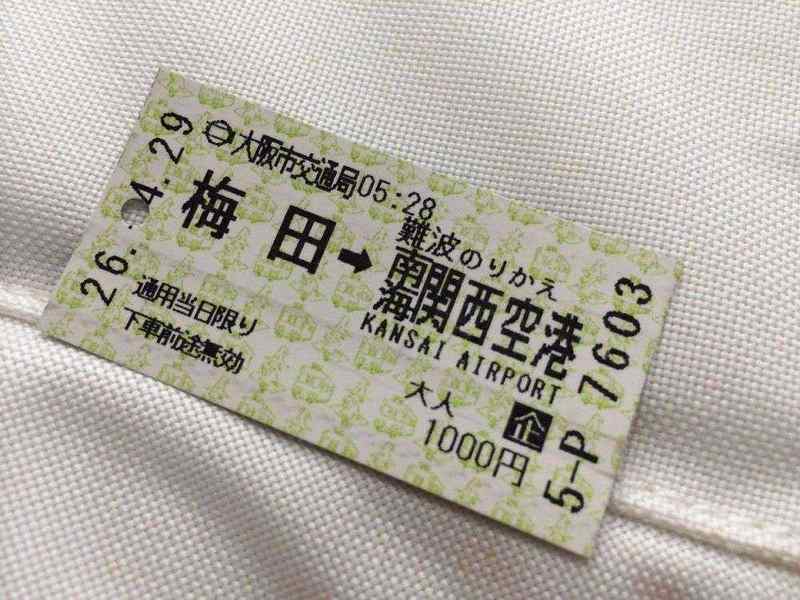 26.-4.29
大阪市交通局05:28
梅田➡
難波のりかえ
南海関西空港
KANSAI AIRPORT
通用当日限り
下車前途無効
大人
企
1000円
5-P 7603